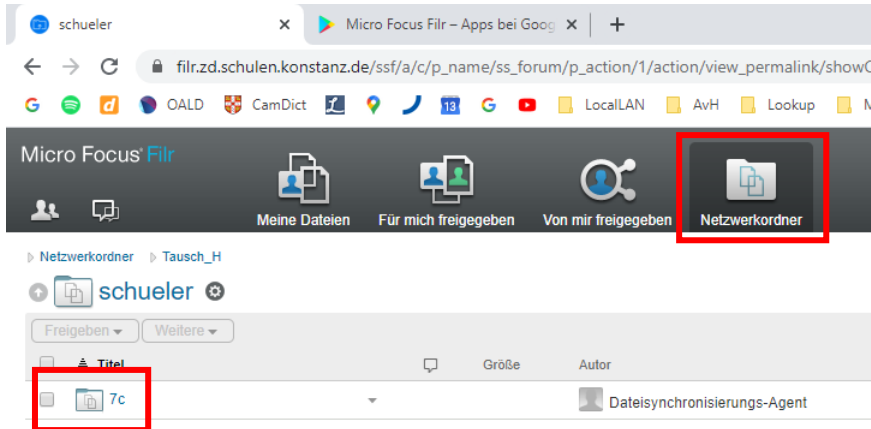 schueler
Micro Focus Filr – Apps bei Goog
filr.zd.schulen.konstanz.de/ssf/a/c/p_name/ss_forum/p_action/1/action/view_permalink/show
OALD CamDict 13 LocalLAN AvH Lookup
Micro Focus Filr
Meine Dateien Für mich freigegeben Von mir freigegeben Netzwerkordner
Netzwerkordner Tausch_H
schueler
Freigeben Weitere
Titel Größe Autor
7c Dateisynchronisierungs-Agent